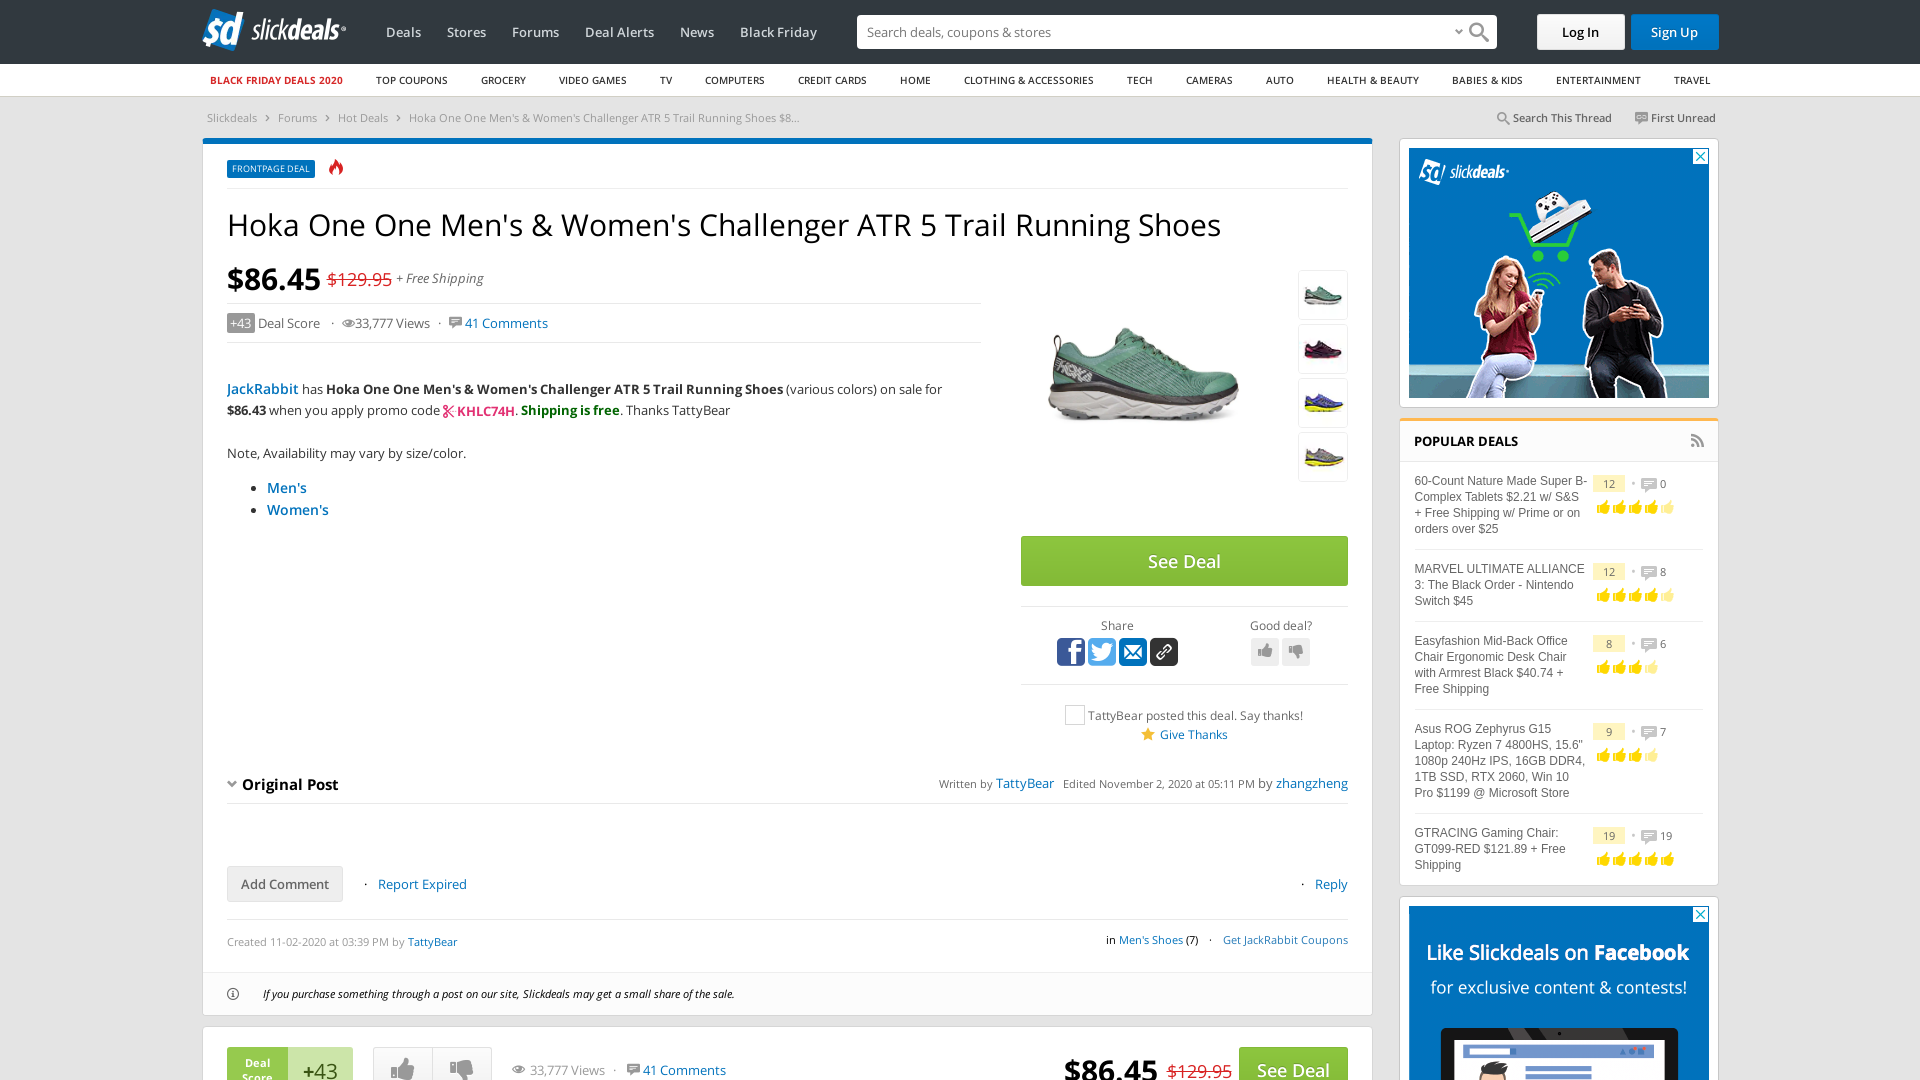 slickdeals
Deals Stores Forums Deal Alerts News Black Friday
Search deals, coupons & stores
Log In Sign Up
BLACK FRIDAY DEALS 2020 TOP COUPONS GROCERY VIDEO GAMES TV COMPUTERS CREDIT CARDS HOME CLOTHING & ACCESSORIES TECH CAMERAS AUTO HEALTH & BEAUTY BABIES & KIDS ENTERTAINMENT TRAVEL
Slickdeals › Forums › Hot Deals › Hoka One One Men's & Women's Challenger ATR 5 Trail Running Shoes $8...
Search This Thread First Unread
FRONTPAGE DEAL
Hoka One One Men's & Women's Challenger ATR 5 Trail Running Shoes
$86.45 $129.95 + Free Shipping
+43 Deal Score · 33,777 Views · 41 Comments
JackRabbit has Hoka One One Men's & Women's Challenger ATR 5 Trail Running Shoes (various colors) on sale for
$86.43 when you apply promo code KHLC74H. Shipping is free. Thanks TattyBear
Note, Availability may vary by size/color.
• Men's
• Women's
HOKA
See Deal
Share
Good deal?
TattyBear posted this deal. Say thanks!
Give Thanks
Original Post
Written by TattyBear Edited November 2, 2020 at 05:11 PM by zhangzheng
Add Comment · Report Expired
· Reply
Created 11-02-2020 at 03:39 PM by TattyBear
in Men's Shoes (7) · Get JackRabbit Coupons
If you purchase something through a post on our site, Slickdeals may get a small share of the sale.
Deal
Score
+43
33,777 Views · 41 Comments
$86.45 $129.95
See Deal
slickdeals
POPULAR DEALS
60-Count Nature Made Super B-
Complex Tablets $2.21 w/ S&S
+ Free Shipping w/ Prime or on
orders over $25
12 • 0
MARVEL ULTIMATE ALLIANCE
3: The Black Order - Nintendo
Switch $45
12 • 8
Easyfashion Mid-Back Office
Chair Ergonomic Desk Chair
with Armrest Black $40.74 +
Free Shipping
8 • 6
Asus ROG Zephyrus G15
Laptop: Ryzen 7 4800HS, 15.6"
1080p 240Hz IPS, 16GB DDR4,
1TB SSD, RTX 2060, Win 10
Pro $1199 @ Microsoft Store
9 • 7
GTRACING Gaming Chair:
GT099-RED $121.89 + Free
Shipping
19 • 19
Like Slickdeals on Facebook
for exclusive content & contests!